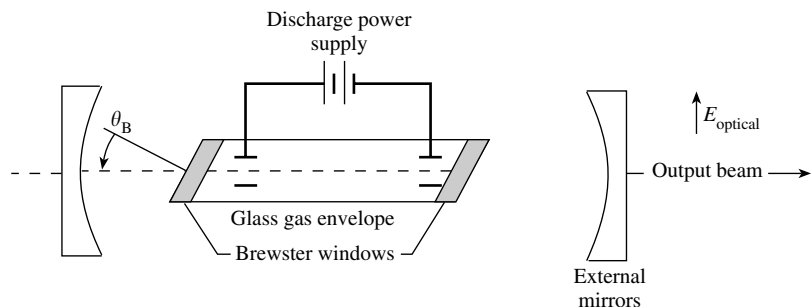 Discharge power
supply
θB
Eoptical
Output beam
Glass gas envelope
Brewster windows
External
mirrors